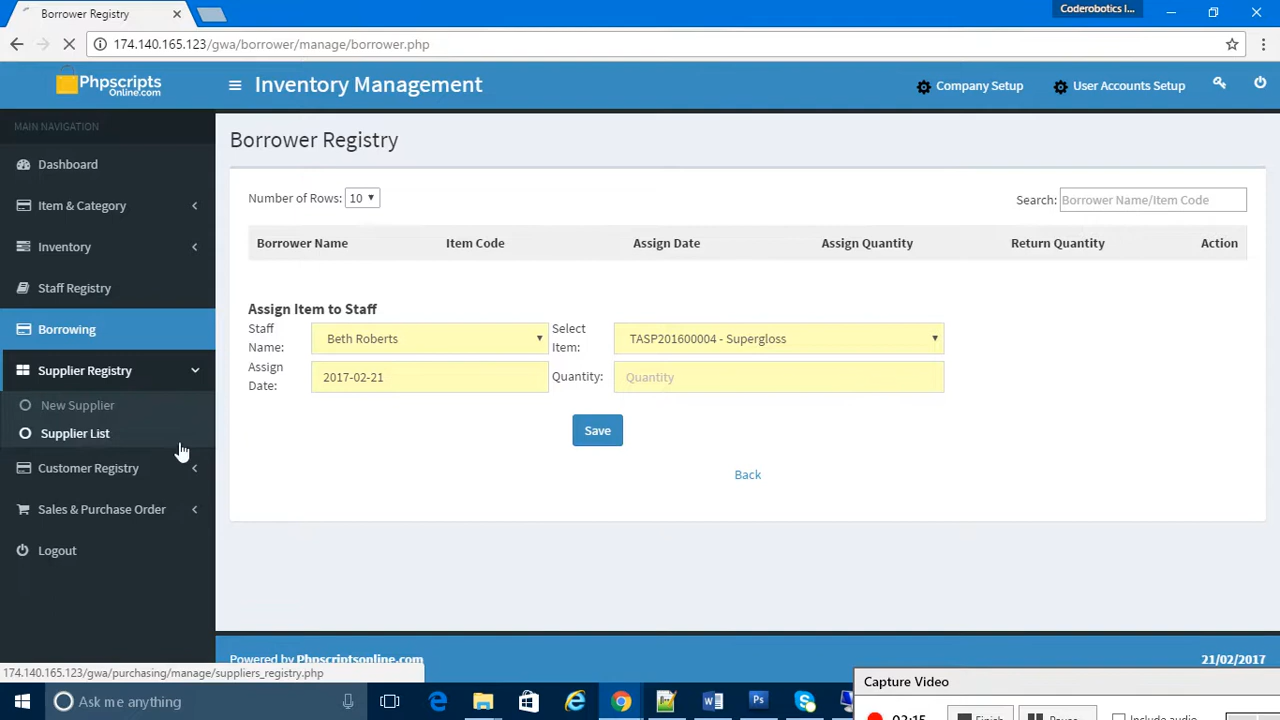 Borrower Registry
Coderobotics I...
174.140.165.123/gwa/borrower/manage/borrower.php
Phpscripts
Online.com
Inventory Management
Company Setup
User Accounts Setup
MAIN NAVIGATION
Dashboard
Item & Category
Inventory
Staff Registry
Borrowing
Supplier Registry
New Supplier
Supplier List
Customer Registry
Sales & Purchase Order
Logout
Borrower Registry
Number of Rows: 10
Search: Borrower Name/Item Code
Borrower Name Item Code Assign Date Assign Quantity Return Quantity Action
Assign Item to Staff
Staff Name: Beth Roberts Select Item: TASP201600004 - Supergloss
Assign Date: 2017-02-21 Quantity: Quantity
Save
Back
Powered by Phpscriptsonline.com 21/02/2017
174.140.165.123/gwa/purchasing/manage/suppliers_registry.php
Capture Video
Ask me anything
02:15 Finish Pause Include audio